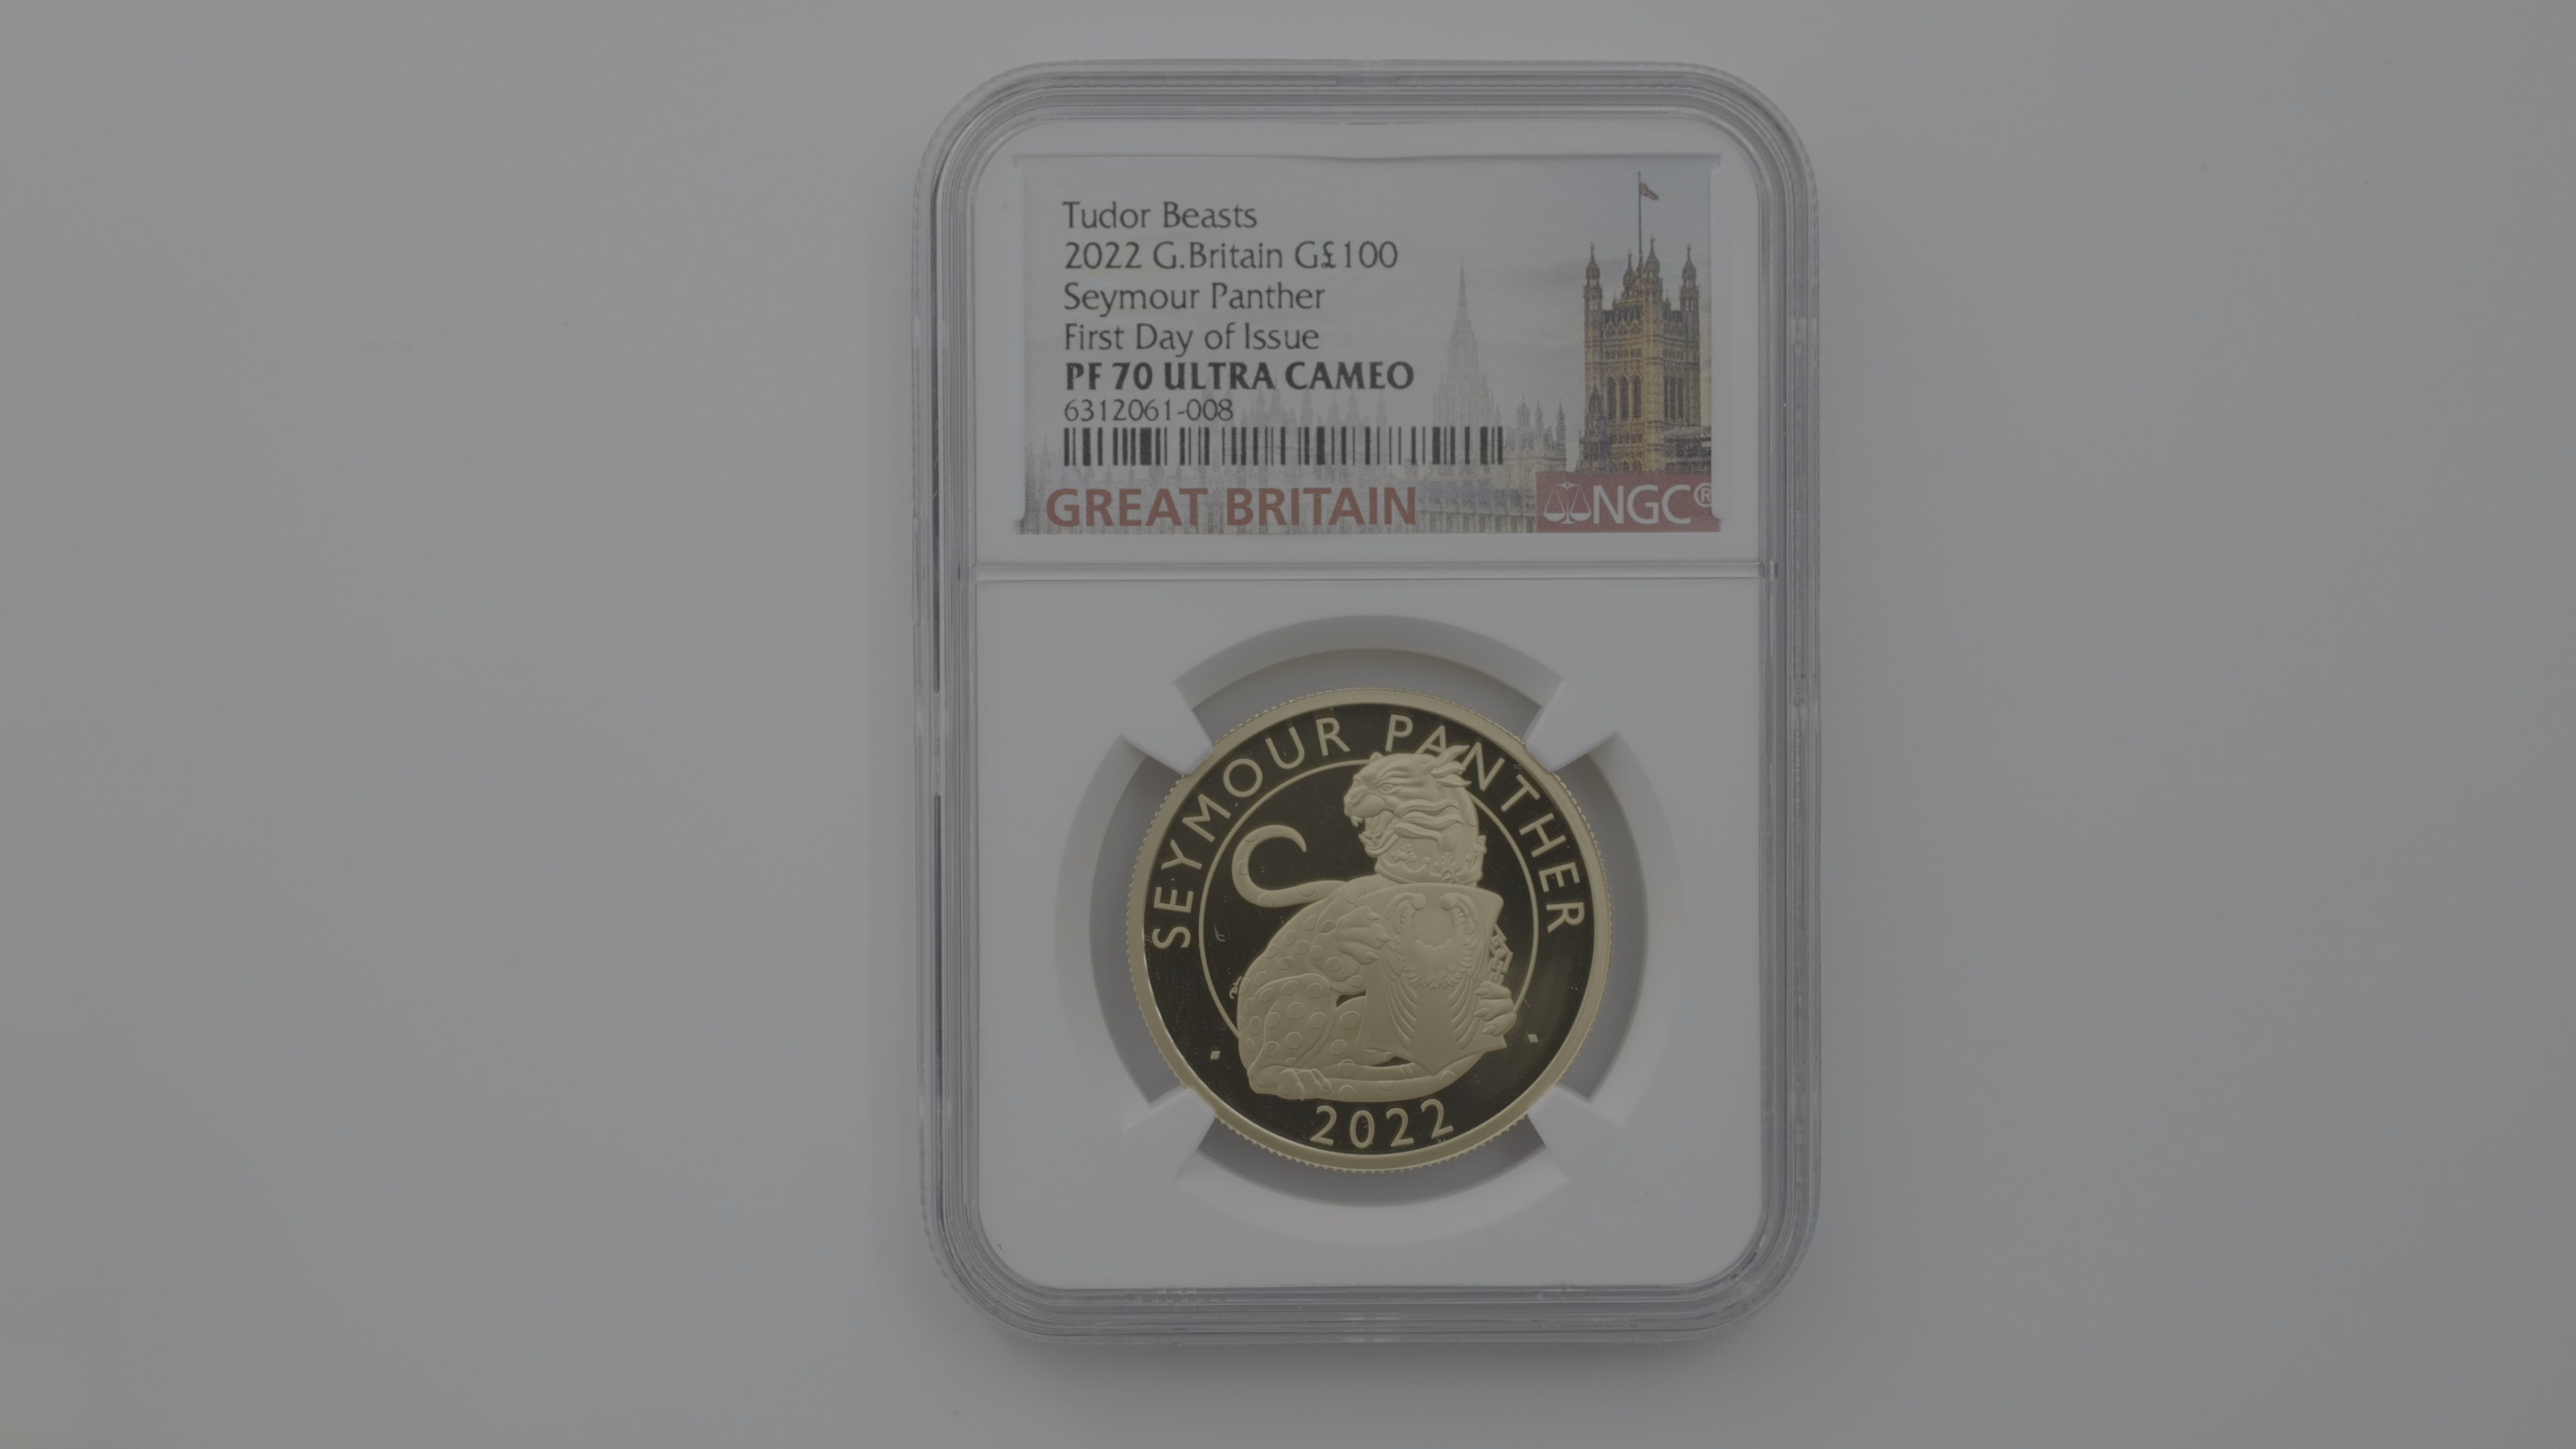 Tudor Beasts
2022 G.Britain G£100
Seymour Panther
First Day of Issue
PF 70 ULTRA CAMEO
6312061-008
GREAT BRITAIN
NGC®
SEYMOUR PANTHER
2022